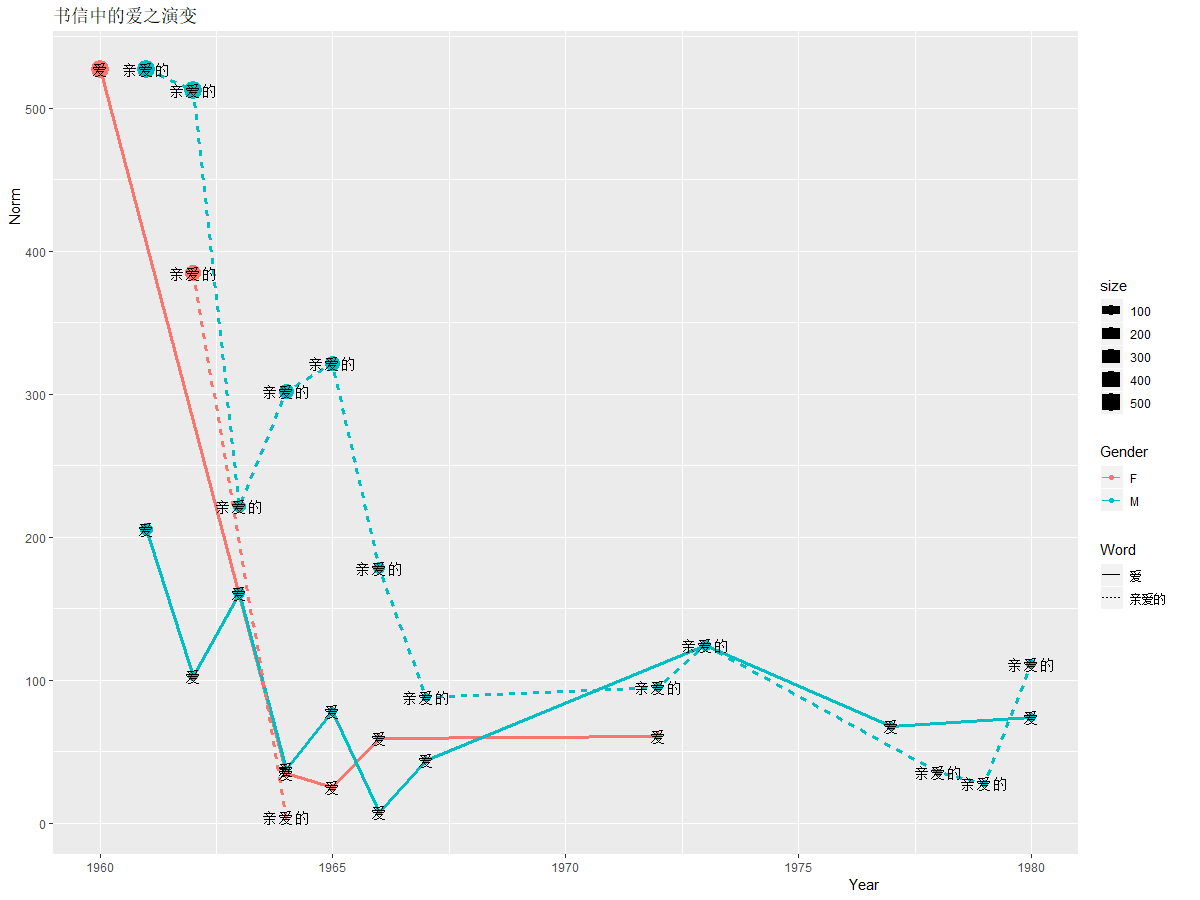 书信中的爱之演变
Norm
500
400
300
200
100
0
爱
亲爱的
亲爱的
亲爱的
亲爱的
亲爱的
亲爱的
爱
亲爱的
爱
爱
亲爱的
亲爱的
亲爱的
亲爱的
爱
爱
爱
爱
爱
爱
爱
亲爱的
爱
爱
亲爱的
爱
爱
亲爱的
1960
1965
1970
1975
1980
Year
size
100
200
300
400
500
Gender
F
M
Word
爱
亲爱的